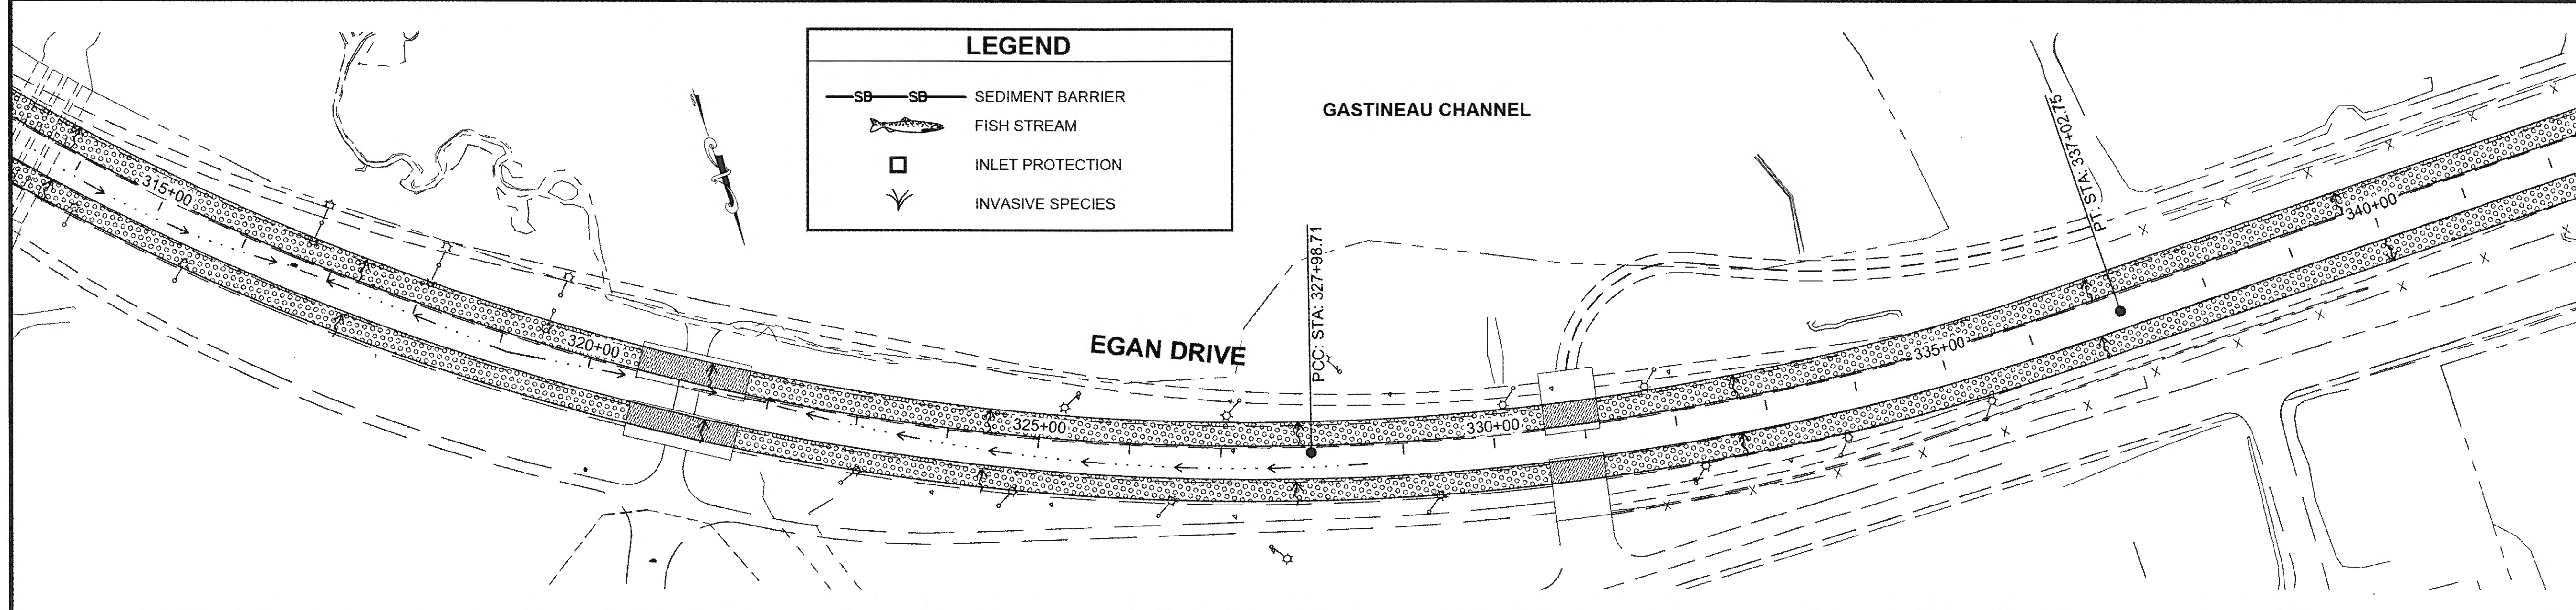 LEGEND
SB SB SEDIMENT BARRIER
FISH STREAM
INLET PROTECTION
INVASIVE SPECIES
GASTINEAU CHANNEL
EGAN DRIVE
315+00
320+00
325+00
PCC: STA: 327+98.71
330+00
335+00
PT: STA: 337+02.75
340+00